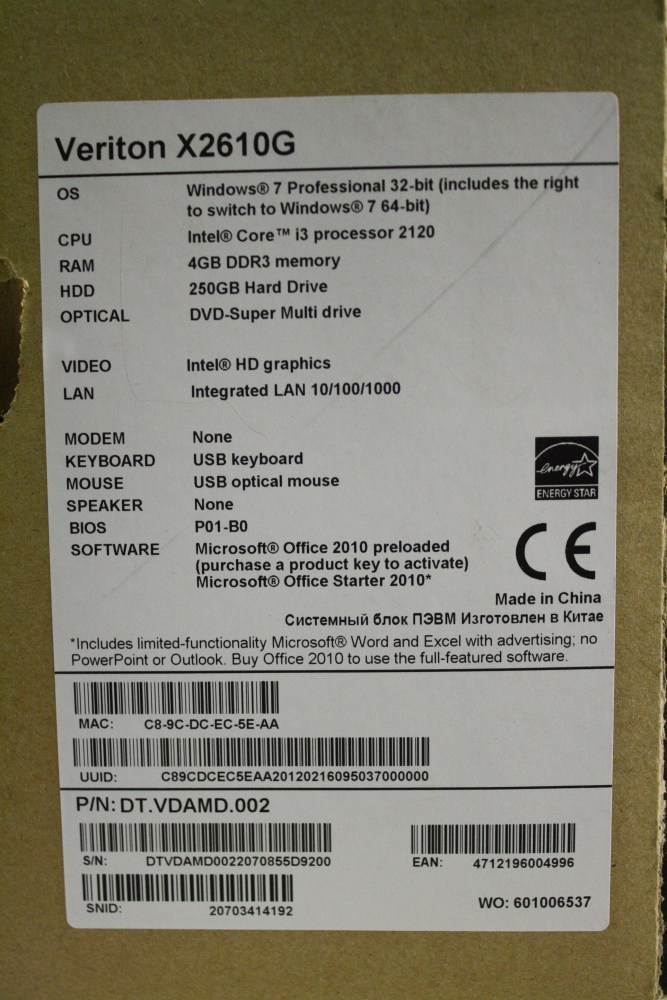 Veriton X2610G
OS Windows® 7 Professional 32-bit (includes the right
to switch to Windows® 7 64-bit)
CPU Intel® Core™ i3 processor 2120
RAM 4GB DDR3 memory
HDD 250GB Hard Drive
OPTICAL DVD-Super Multi drive
VIDEO Intel® HD graphics
LAN Integrated LAN 10/100/1000
MODEM None
KEYBOARD USB keyboard
MOUSE USB optical mouse
SPEAKER None
BIOS P01-B0
SOFTWARE Microsoft® Office 2010 preloaded
(purchase a product key to activate)
Microsoft® Office Starter 2010*
energy
ENERGY STAR
CE
Made in China
Системный блок ПЭВМ Изготовлен в Китае
*Includes limited-functionality Microsoft® Word and Excel with advertising; no
PowerPoint or Outlook. Buy Office 2010 to use the full-featured software.
MAC: C8-9C-DC-EC-5E-AA
UUID: C89CDCEC5EAA20120216095037000000
P/N: DT.VDAMD.002
S/N: DTVDAMD0022070855D9200
EAN: 4712196004996
SNID: 20703414192
WO: 601006537